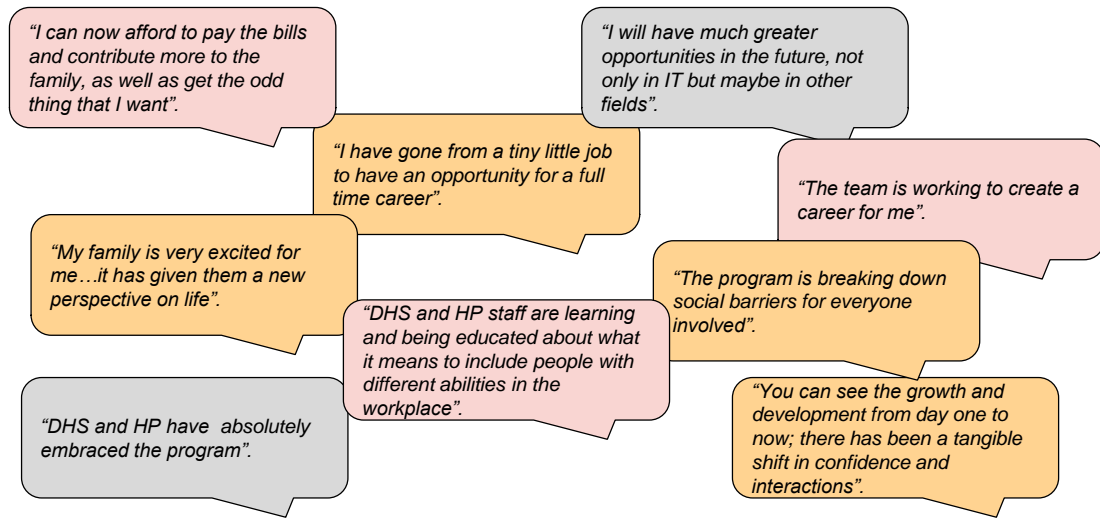 “I can now afford to pay the bills
and contribute more to the
family, as well as get the odd
thing that I want”.
“I will have much greater
opportunities in the future, not
only in IT but maybe in other
fields”.
“I have gone from a tiny little job
to have an opportunity for a full
time career”.
“The team is working to create a
career for me”.
“My family is very excited for
me…it has given them a new
perspective on life”.
“The program is breaking down
social barriers for everyone
involved”.
“DHS and HP staff are learning
and being educated about what
it means to include people with
different abilities in the
workplace”.
“DHS and HP have  absolutely
embraced the program”.
“You can see the growth and
development from day one to
now; there has been a tangible
shift in confidence and
interactions”.